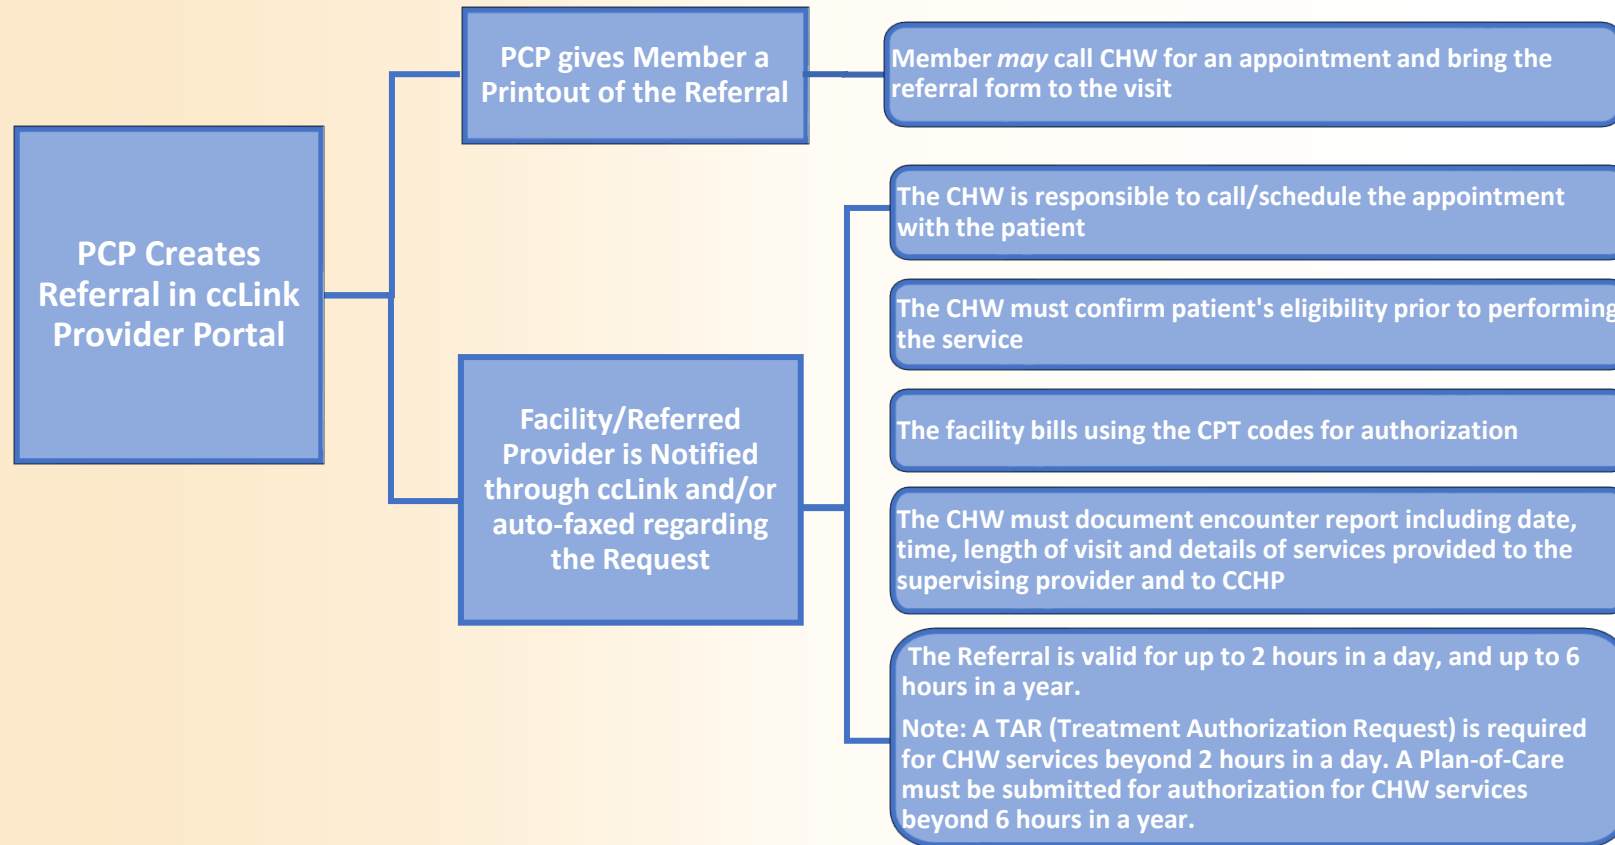 PCP Creates
Referral in ccLink
Provider Portal
PCP gives Member a
Printout of the Referral
Member may call CHW for an appointment and bring the
referral form to the visit
Facility/Referred
Provider is Notified
through ccLink and/or
auto-faxed regarding
the Request
The CHW is responsible to call/schedule the appointment
with the patient
The CHW must confirm patient's eligibility prior to performing
the service
The facility bills using the CPT codes for authorization
The CHW must document encounter report including date,
time, length of visit and details of services provided to the
supervising provider and to CCHP
The Referral is valid for up to 2 hours in a day, and up to 6
hours in a year.
Note: A TAR (Treatment Authorization Request) is required
for CHW services beyond 2 hours in a day. A Plan-of-Care
must be submitted for authorization for CHW services
beyond 6 hours in a year.